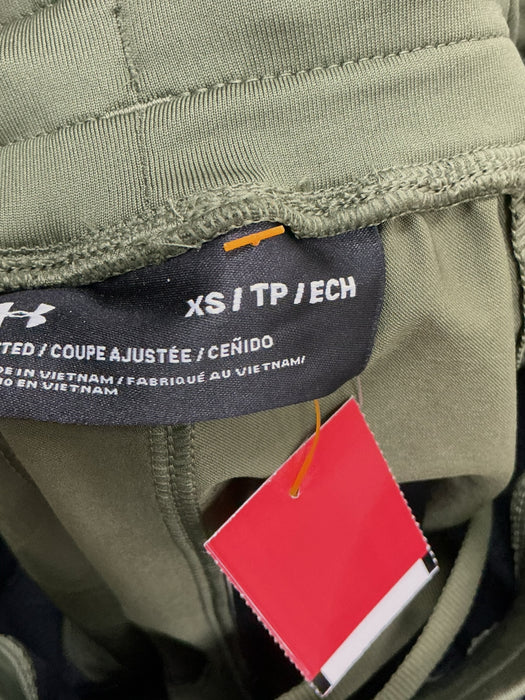 XS / TP / ECH
/ COUPE AJUSTÉE / CEÑIDO
IN VIETNAM / FABRIQUÉ AU VIETNAM/
EN VIETNAM